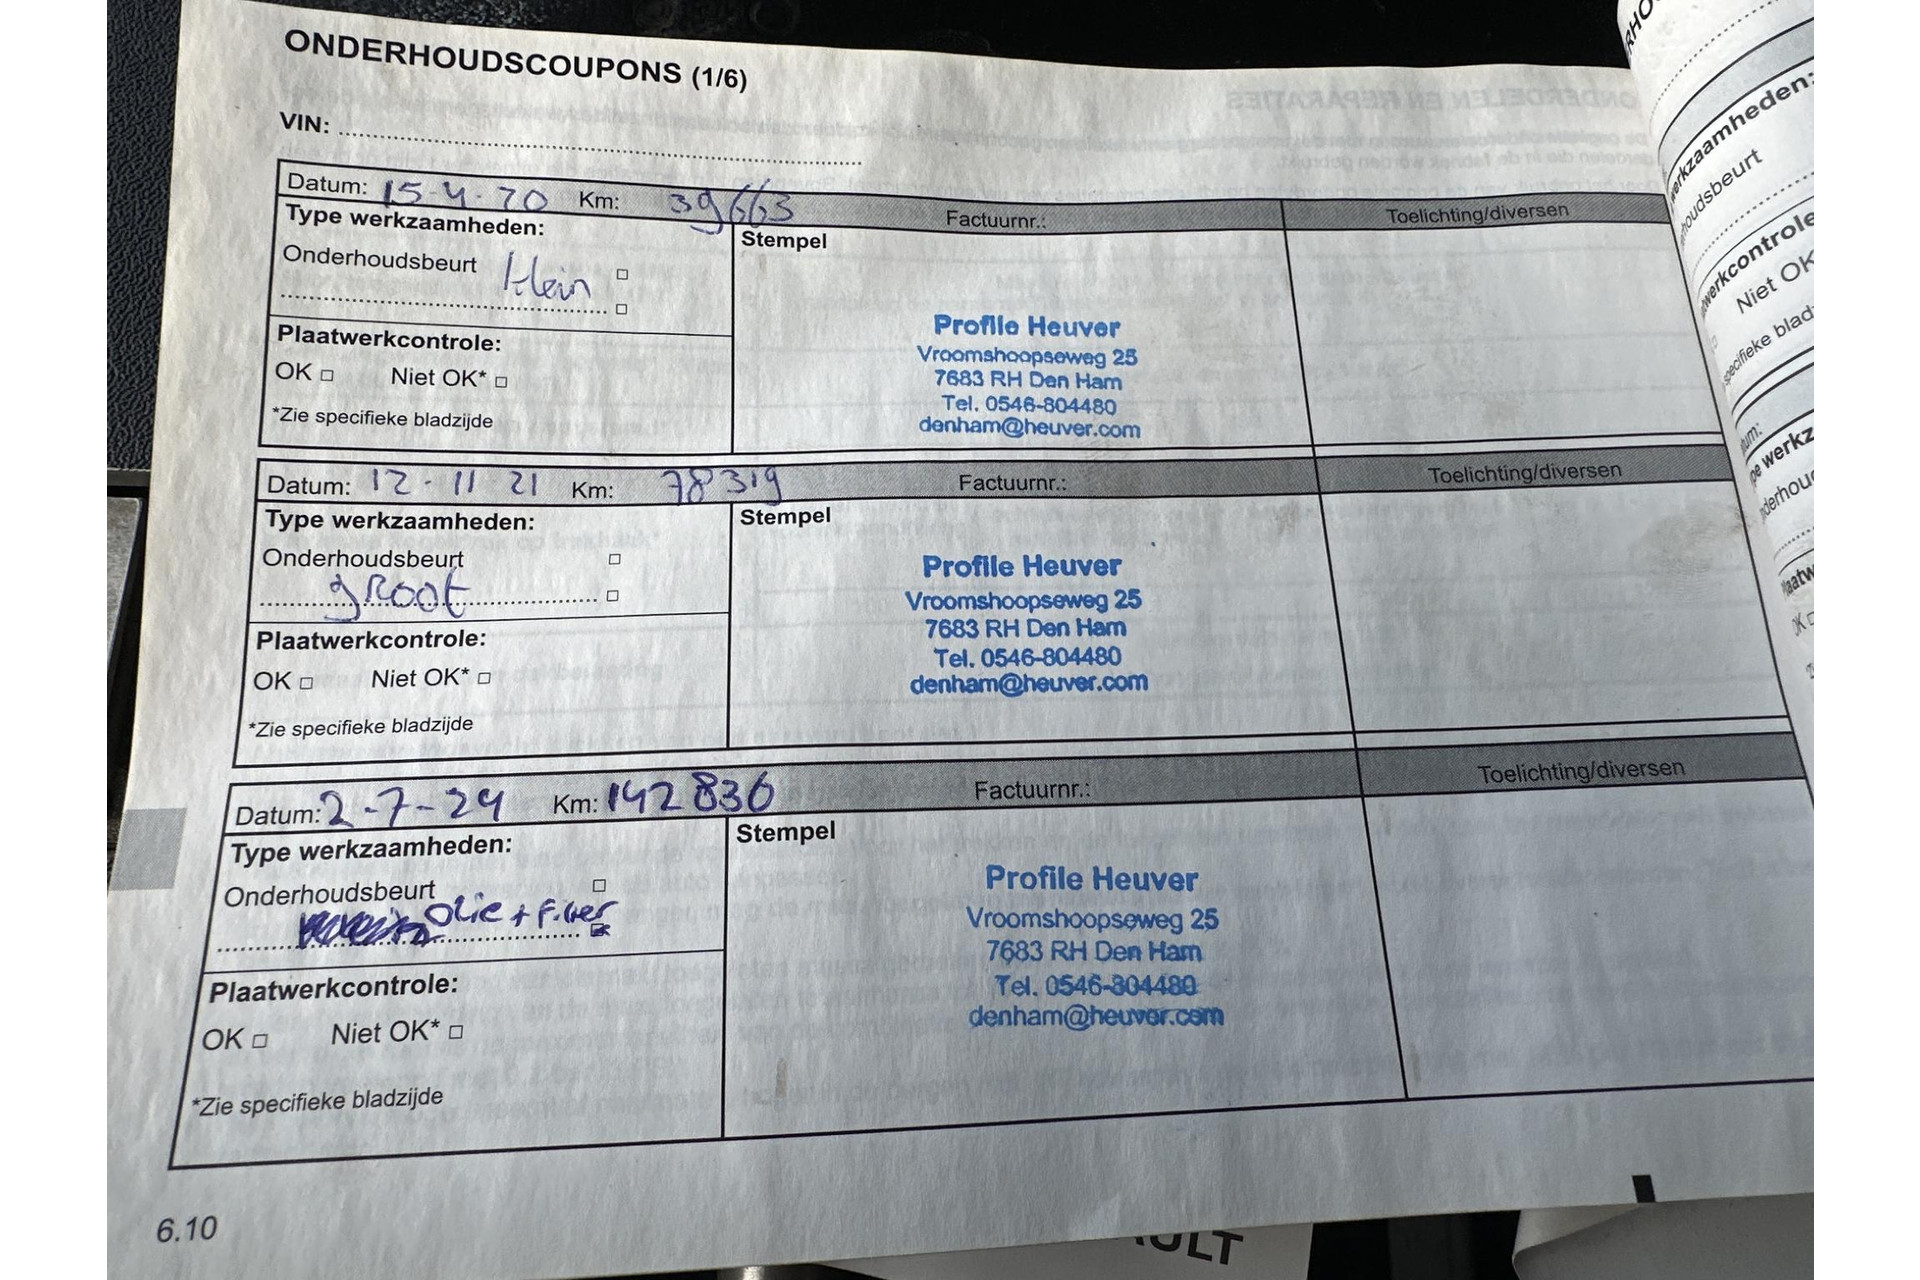 ONDERHOUDSCOUPONS (1/6)
VIN:
Datum: 15-4-20 Km: 39663 Factuurnr.: Toelichting/diversen
Type werkzaamheden:
Stempel
Onderhoudsbeurt klein
Plaatwerkcontrole:
OK Niet OK*
*Zie specifieke bladzijde
Profile Heuver
Vroomshoopseweg 25
7683 RH Den Ham
Tel. 0546-804480
denham@heuver.com
Datum: 12-11 21 Km: 78319 Factuurnr.: Toelichting/diversen
Type werkzaamheden:
Stempel
Onderhoudsbeurt
groot
Plaatwerkcontrole:
OK Niet OK*
*Zie specifieke bladzijde
Profile Heuver
Vroomshoopseweg 25
7683 RH Den Ham
Tel. 0546-804480
denham@heuver.com
Datum: 2-7-24 Km: 142836 Factuurnr.: Toelichting/diversen
Type werkzaamheden:
Stempel
Onderhoudsbeurt
Olie + filter
Plaatwerkcontrole:
OK Niet OK*
*Zie specifieke bladzijde
Profile Heuver
Vroomshoopseweg 25
7683 RH Den Ham
Tel. 0546-804480
denham@heuver.com
6.10